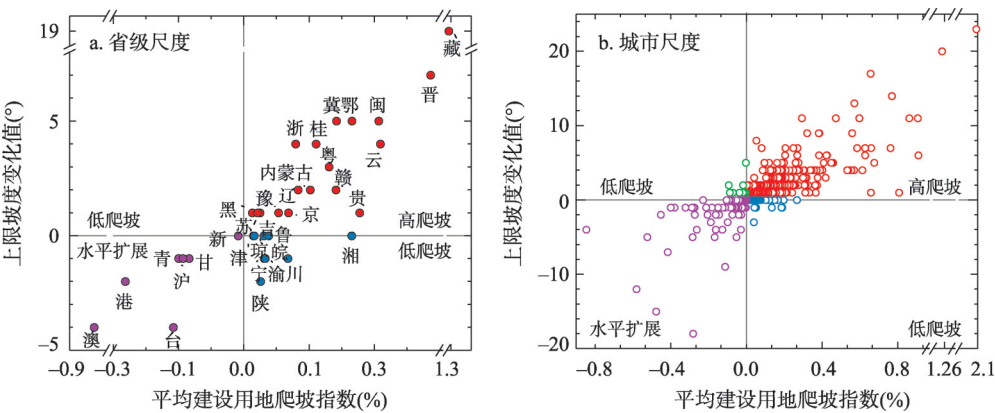 a. 省级尺度
19
5
0
−5
上限坡度变化值(°)
藏
晋
冀鄂 闽
浙 桂
云
粤
内蒙古 赣
黑 豫 辽 京 贵
低爬坡 高爬坡
苏 吉 鲁
新
水平扩展 低爬坡
津 琼 皖 湘
青 沪 甘
宁 渝 川
港 陕
澳 台
−0.9 −0.3 −0.1 0.0 0.1 0.3 1.3
平均建设用地爬坡指数(%)
b. 城市尺度
20
10
0
−10
−20
上限坡度变化值(°)
低爬坡 高爬坡
水平扩展 低爬坡
−0.8 −0.4 0.0 0.4 0.8 1.26 2.1
平均建设用地爬坡指数(%)